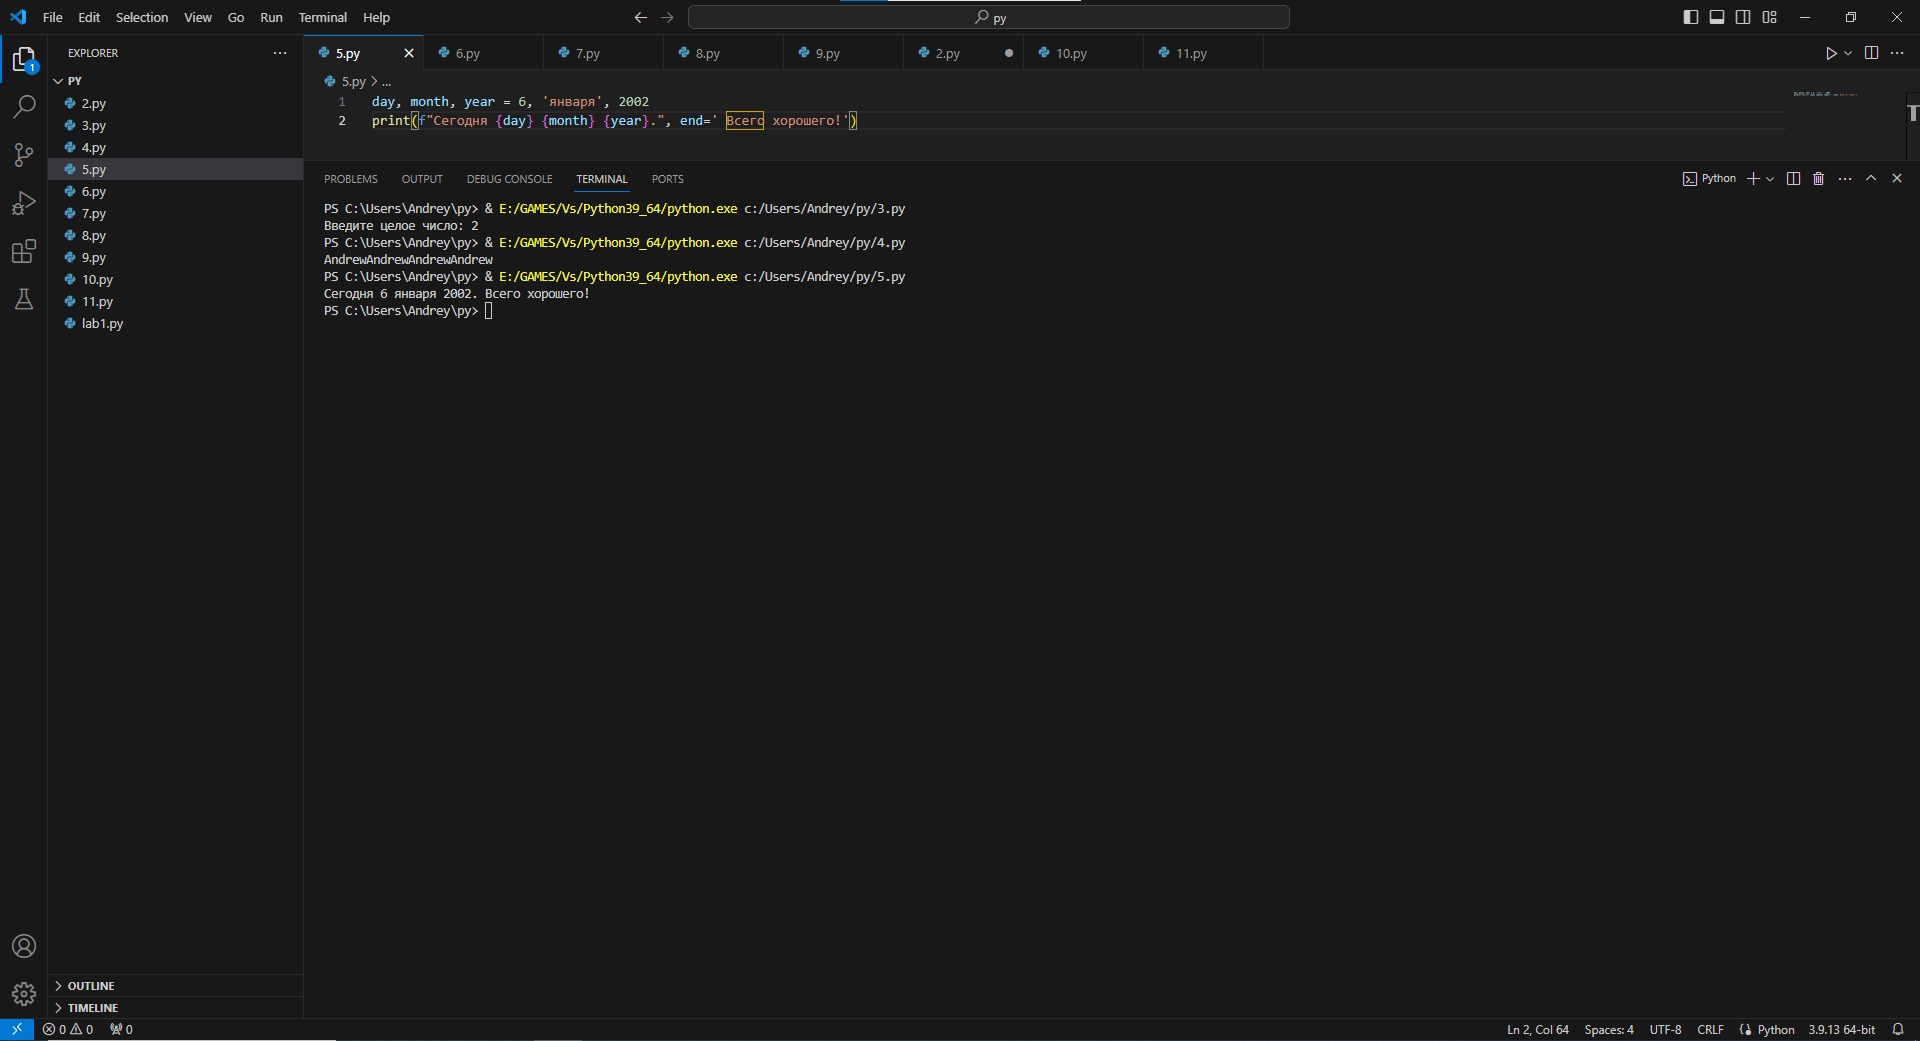 File Edit Selection View Go Run Terminal Help
py
EXPLORER
PY
2.py
3.py
4.py
5.py
6.py
7.py
8.py
9.py
10.py
11.py
lab1.py
OUTLINE
TIMELINE
1
5.py 6.py 7.py 8.py 9.py 2.py 10.py 11.py
5.py > ...
1 day, month, year = 6, 'января', 2002
2 print(f"Сегодня {day} {month} {year}.", end=' Всего хорошего!')
PROBLEMS OUTPUT DEBUG CONSOLE TERMINAL PORTS
Python
PS C:\Users\Andrey\py> & E:/GAMES/Vs/Python39_64/python.exe c:/Users/Andrey/py/3.py
Введите целое число: 2
PS C:\Users\Andrey\py> & E:/GAMES/Vs/Python39_64/python.exe c:/Users/Andrey/py/4.py
AndrewAndrewAndrewAndrew
PS C:\Users\Andrey\py> & E:/GAMES/Vs/Python39_64/python.exe c:/Users/Andrey/py/5.py
Сегодня 6 января 2002. Всего хорошего!
PS C:\Users\Andrey\py>
0 0 0
Ln 2, Col 64 Spaces: 4 UTF-8 CRLF Python 3.9.13 64-bit